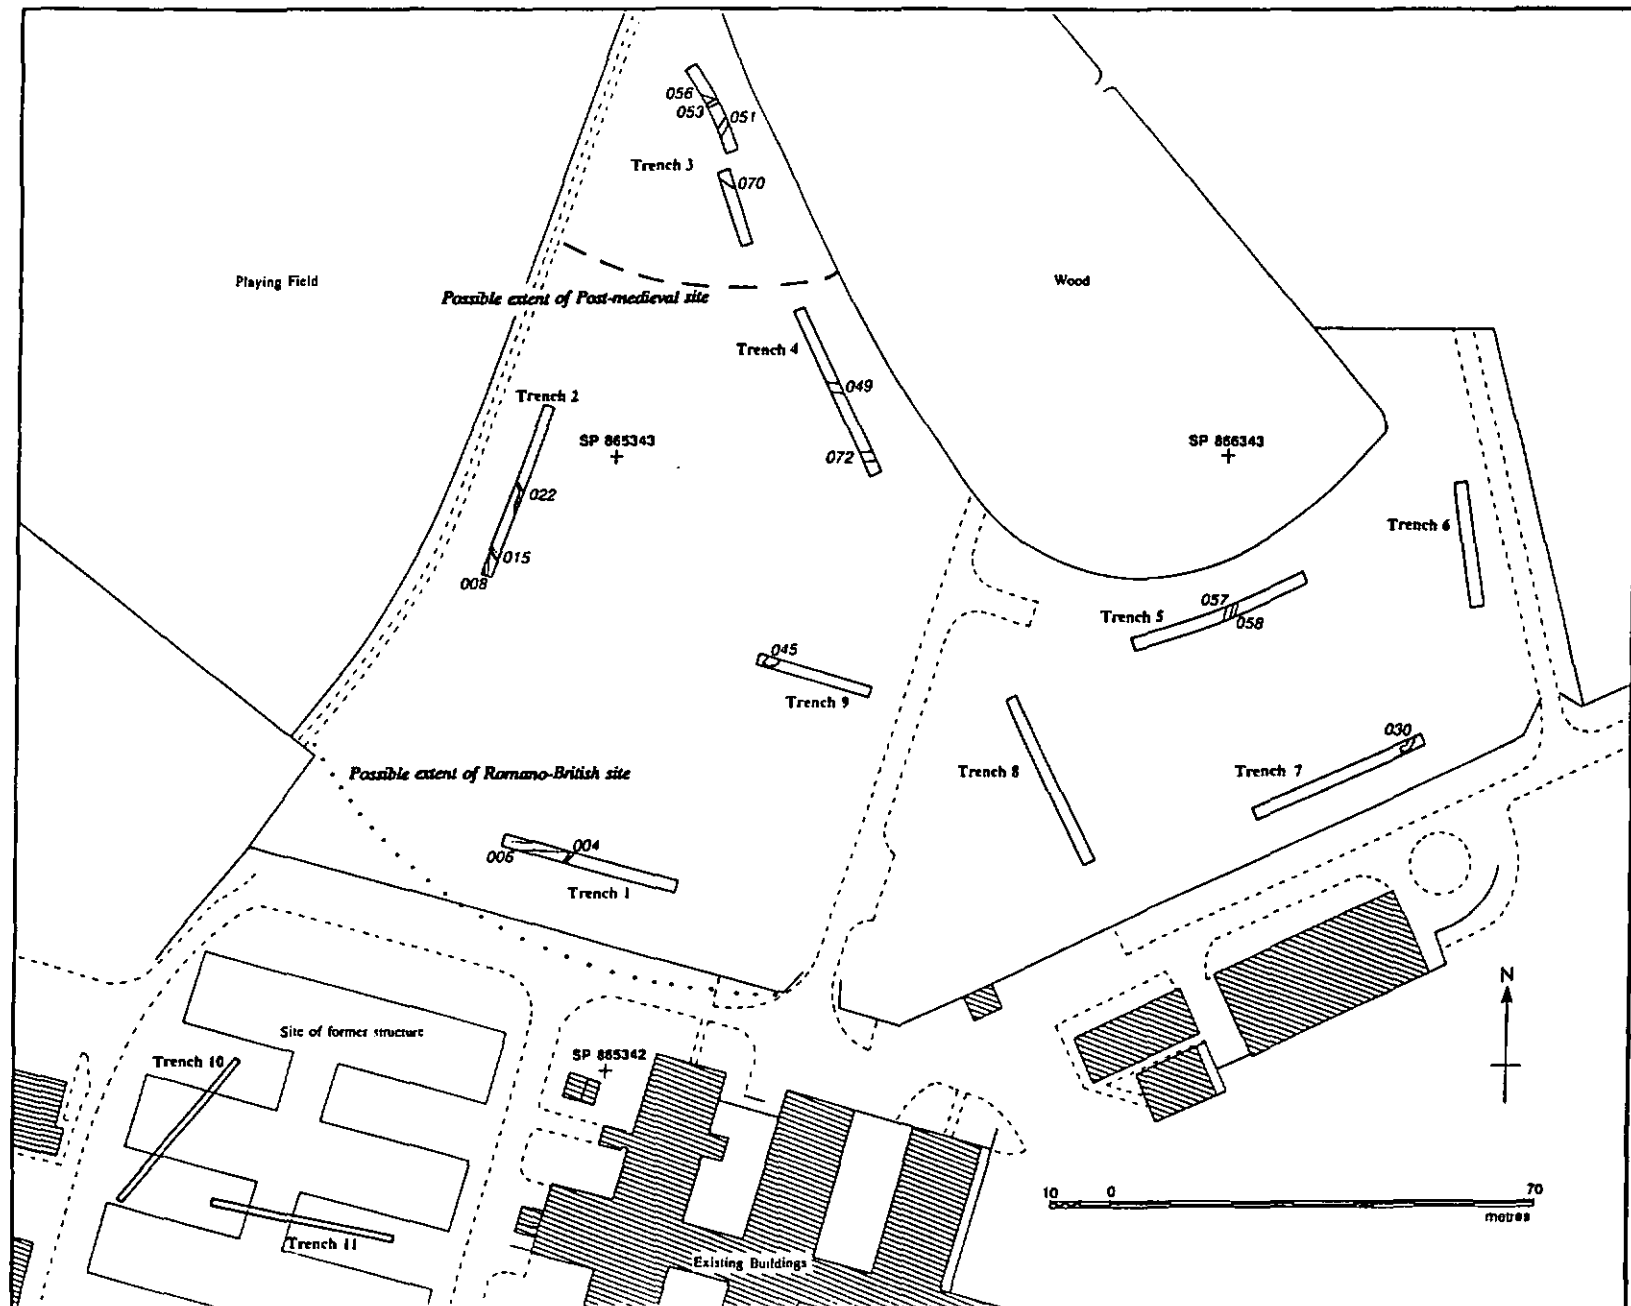 056
053
051
Trench 3
070
Playing Field
Wood
Possible extent of Post-medieval site
Trench 4
049
Trench 2
SP 865343
SP 866343
072
022
015
008
Trench 6
057
Trench 5
058
045
Trench 9
030
Trench 8
Trench 7
Possible extent of Romano-British site
004
006
Trench 1
N
Site of former structure
SP 865342
Trench 10
10 0 70
metres
Trench 11
Existing Buildings